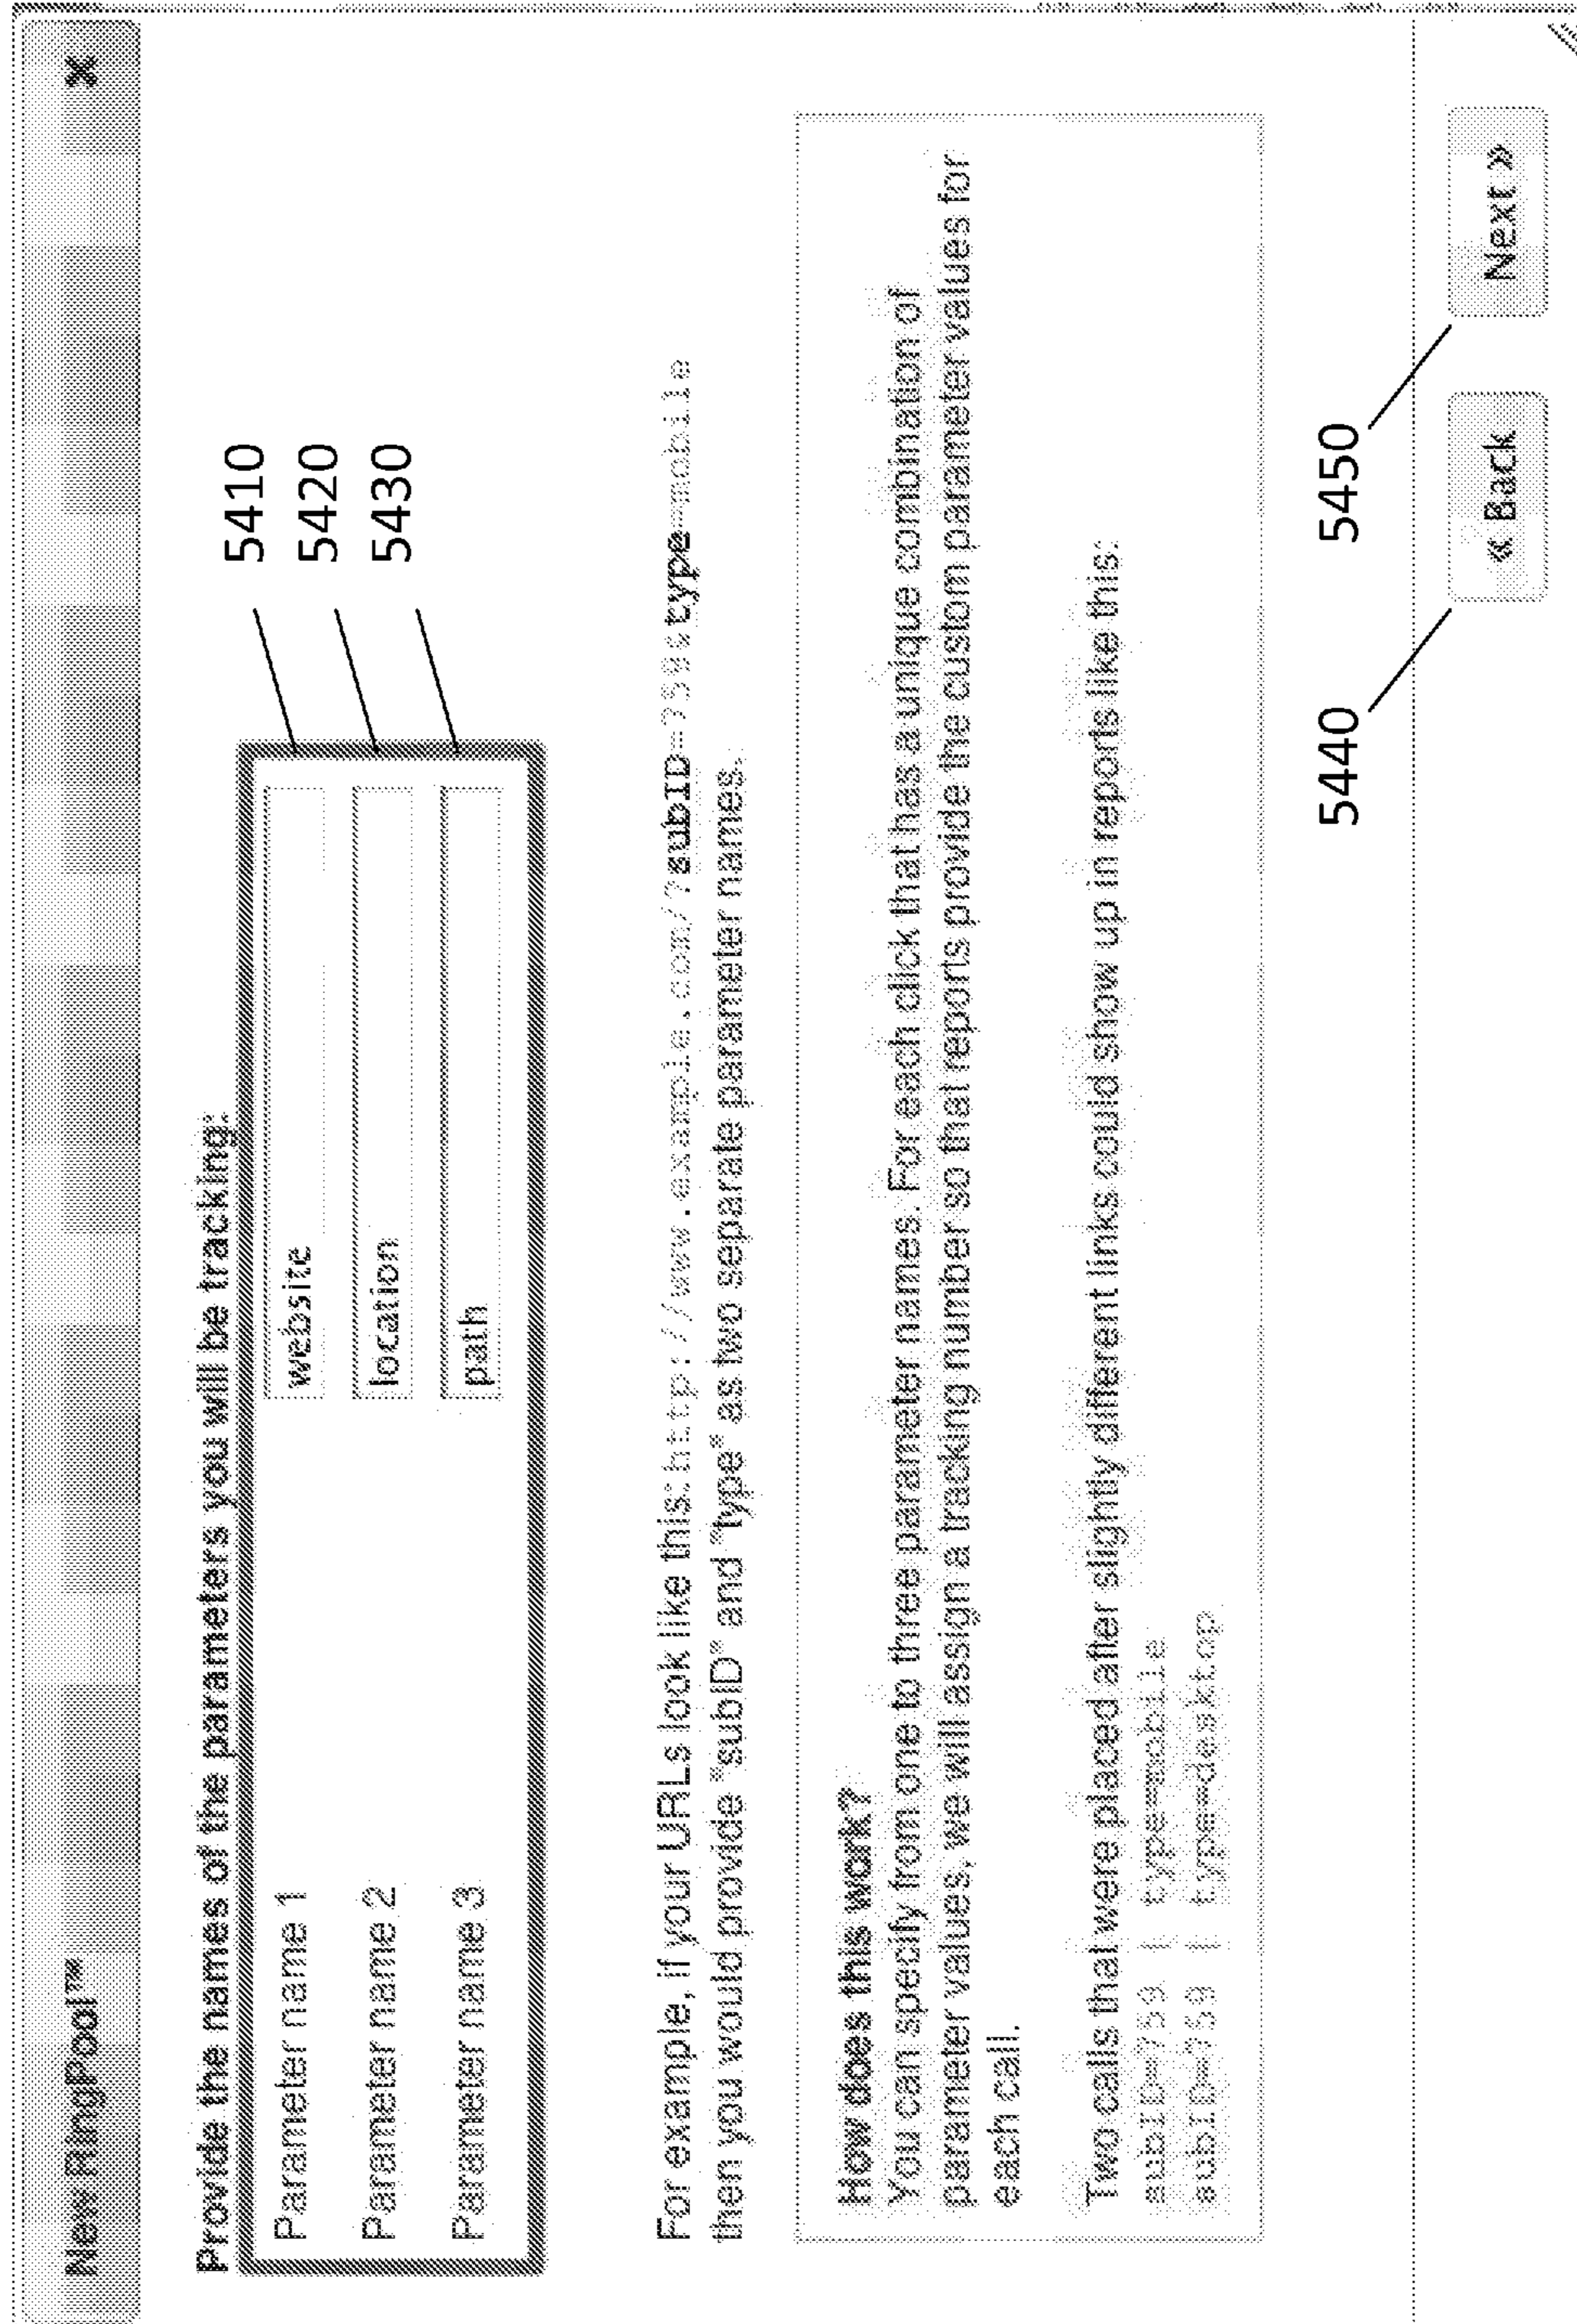 New RingPool™ x
Provide the names of the parameters you will be tracking:
Parameter name 1 website 5410
Parameter name 2 location 5420
Parameter name 3 path 5430
For example, if your URLs look like this: http://www.example.com/?subID=759&type=mobile
then you would provide "subID" and "type" as two separate parameter names.
How does this work?
You can specify from one to three parameter names. For each click that has a unique combination of
parameter values, we will assign a tracking number so that reports provide the custom parameter values for
each call.
Two calls that were placed after slightly different links could show up in reports like this:
subID=759 | type=mobile
subID=759 | type=desktop
5440 5450
« Back Next »